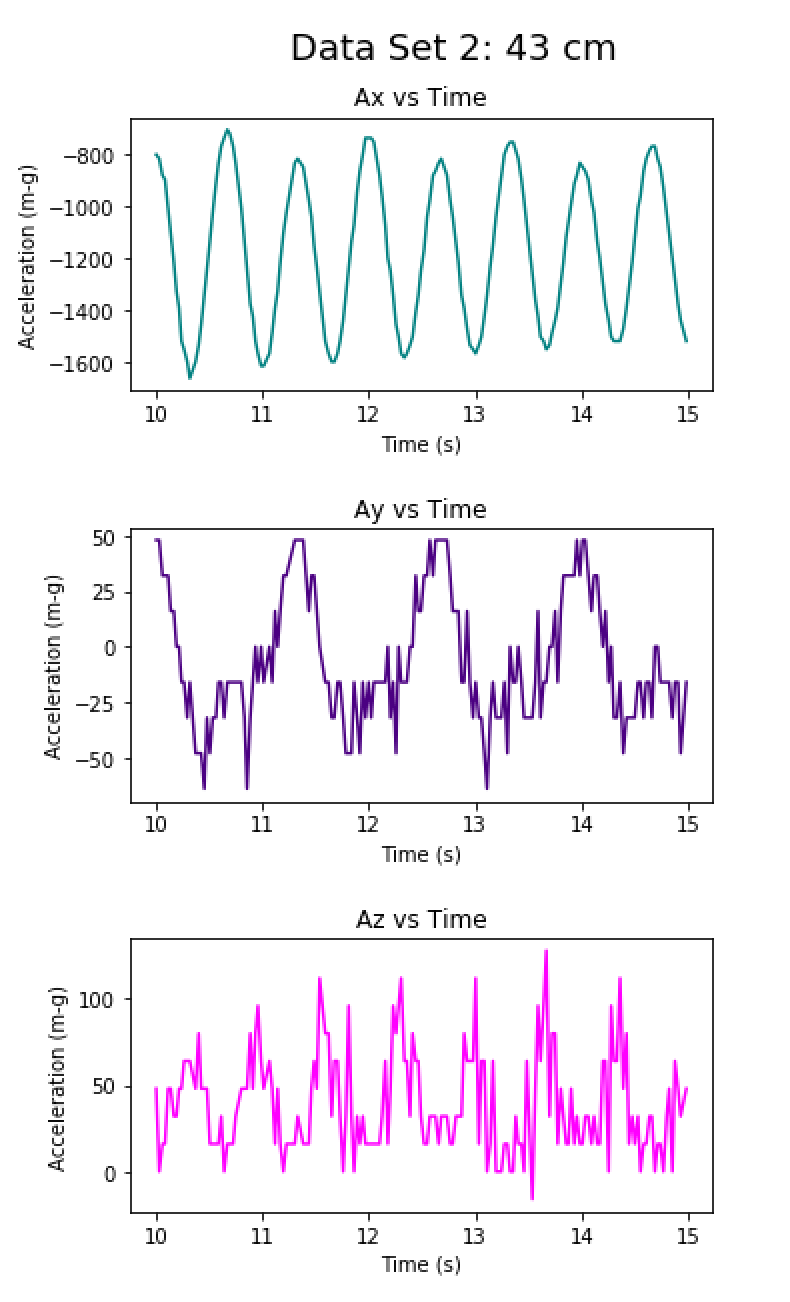 Data Set 2: 43 cm
Ax vs Time
Acceleration (m-g)
−800
−1000
−1200
−1400
−1600
10 11 12 13 14 15
Time (s)
Ay vs Time
Acceleration (m-g)
50
25
0
−25
−50
10 11 12 13 14 15
Time (s)
Az vs Time
Acceleration (m-g)
100
50
0
10 11 12 13 14 15
Time (s)